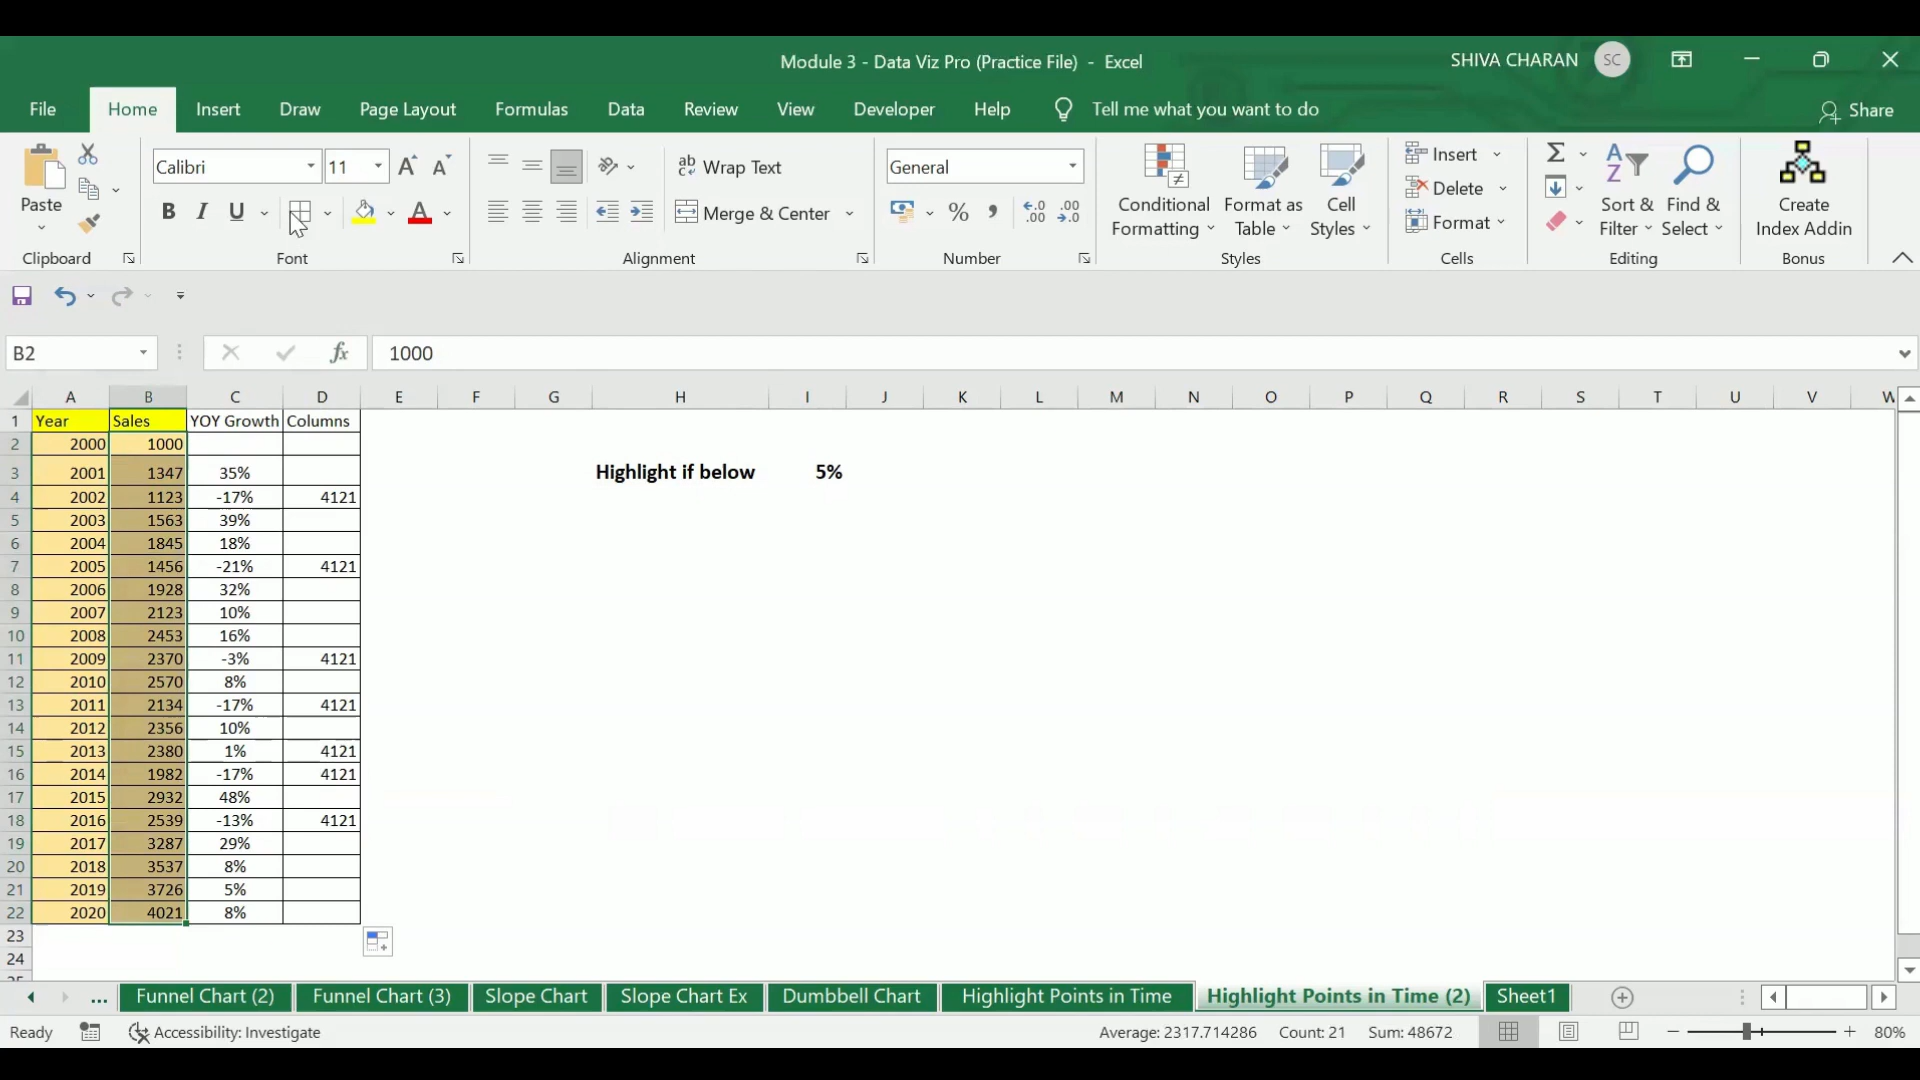 Module 3 - Data Viz Pro (Practice File) - Excel
SHIVA CHARAN SC
File Home Insert Draw Page Layout Formulas Data Review View Developer Help Tell me what you want to do Share
Paste
Clipboard
Calibri 11
B I U A
Font
ab Wrap Text
Merge & Center
Alignment
General
% ,
Number
Conditional Formatting
Format as Table
Cell Styles
Styles
Insert
Delete
Format
Cells
Sort & Filter
Find & Select
Editing
Create Index Addin
Bonus
B2 fx 1000
A B C D E F G H I J K L M N O P Q R S T U V W
1 Year Sales YOY Growth Columns
2 2000 1000
3 2001 1347 35% Highlight if below 5%
4 2002 1123 -17% 4121
5 2003 1563 39%
6 2004 1845 18%
7 2005 1456 -21% 4121
8 2006 1928 32%
9 2007 2123 10%
10 2008 2453 16%
11 2009 2370 -3% 4121
12 2010 2570 8%
13 2011 2134 -17% 4121
14 2012 2356 10%
15 2013 2380 1% 4121
16 2014 1982 -17% 4121
17 2015 2932 48%
18 2016 2539 -13% 4121
19 2017 3287 29%
20 2018 3537 8%
21 2019 3726 5%
22 2020 4021 8%
23
24
... Funnel Chart (2) Funnel Chart (3) Slope Chart Slope Chart Ex Dumbbell Chart Highlight Points in Time Highlight Points in Time (2) Sheet1
Ready Accessibility: Investigate Average: 2317.714286 Count: 21 Sum: 48672 80%